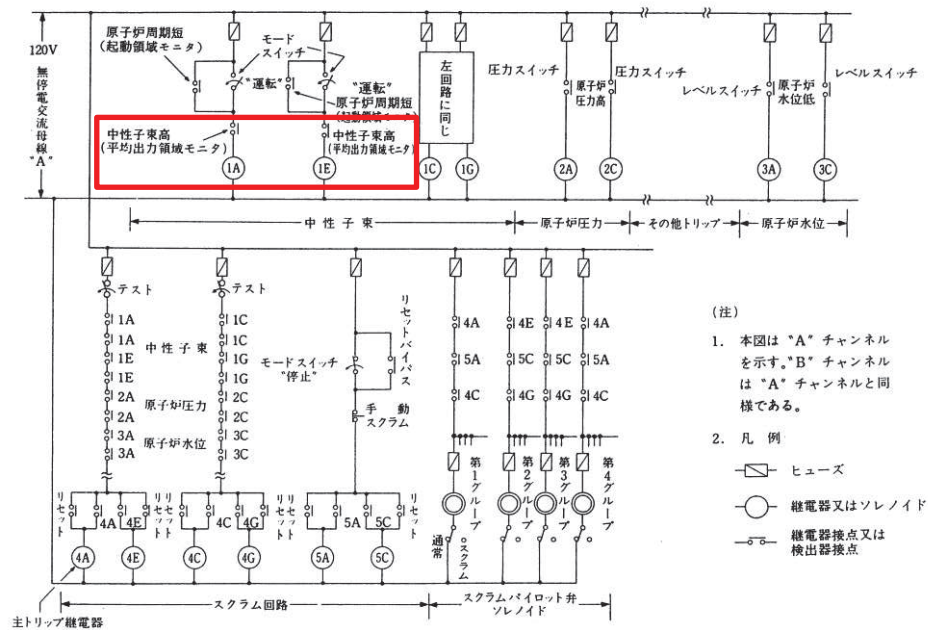 120V
無停電交流母線
"A"
原子炉周期短
(起動領域モニタ)
モード
スイッチ
"運転"
"運転"
原子炉周期短
(起動領域モニタ)
中性子束高
(平均出力領域モニタ)
中性子束高
(平均出力領域モニタ)
左回路に同じ
圧力スイッチ
原子炉
圧力高
圧力スイッチ
レベルスイッチ
原子炉
水位低
レベルスイッチ
1A
1E
1C
1G
2A
2C
3A
3C
中性子束
原子炉圧力
その他トリップ
原子炉水位
テスト
1A
1A
1E
1E
2A
2A
3A
3A
中性子束
原子炉圧力
原子炉水位
テスト
1C
1C
1G
1G
2C
2C
3C
3C
モードスイッチ
"停止"
リセットバイパス
手動
スクラム
4A
5A
4C
4E
5C
4G
4E
5C
4G
4A
5A
4C
第1グループ
第2グループ
第3グループ
第4グループ
通常
スクラム
リセット
4A
4E
リセット
リセット
4C
4G
リセット
リセット
5A
5C
リセット
4A
4E
4C
4G
5A
5C
スクラム回路
スクラムパイロット弁
ソレノイド
主トリップ継電器
(注)
1. 本図は "A" チャンネル
を示す。"B" チャンネル
は "A" チャンネルと同
様である。
2. 凡例
ヒューズ
継電器又はソレノイド
継電器接点又は
検出器接点